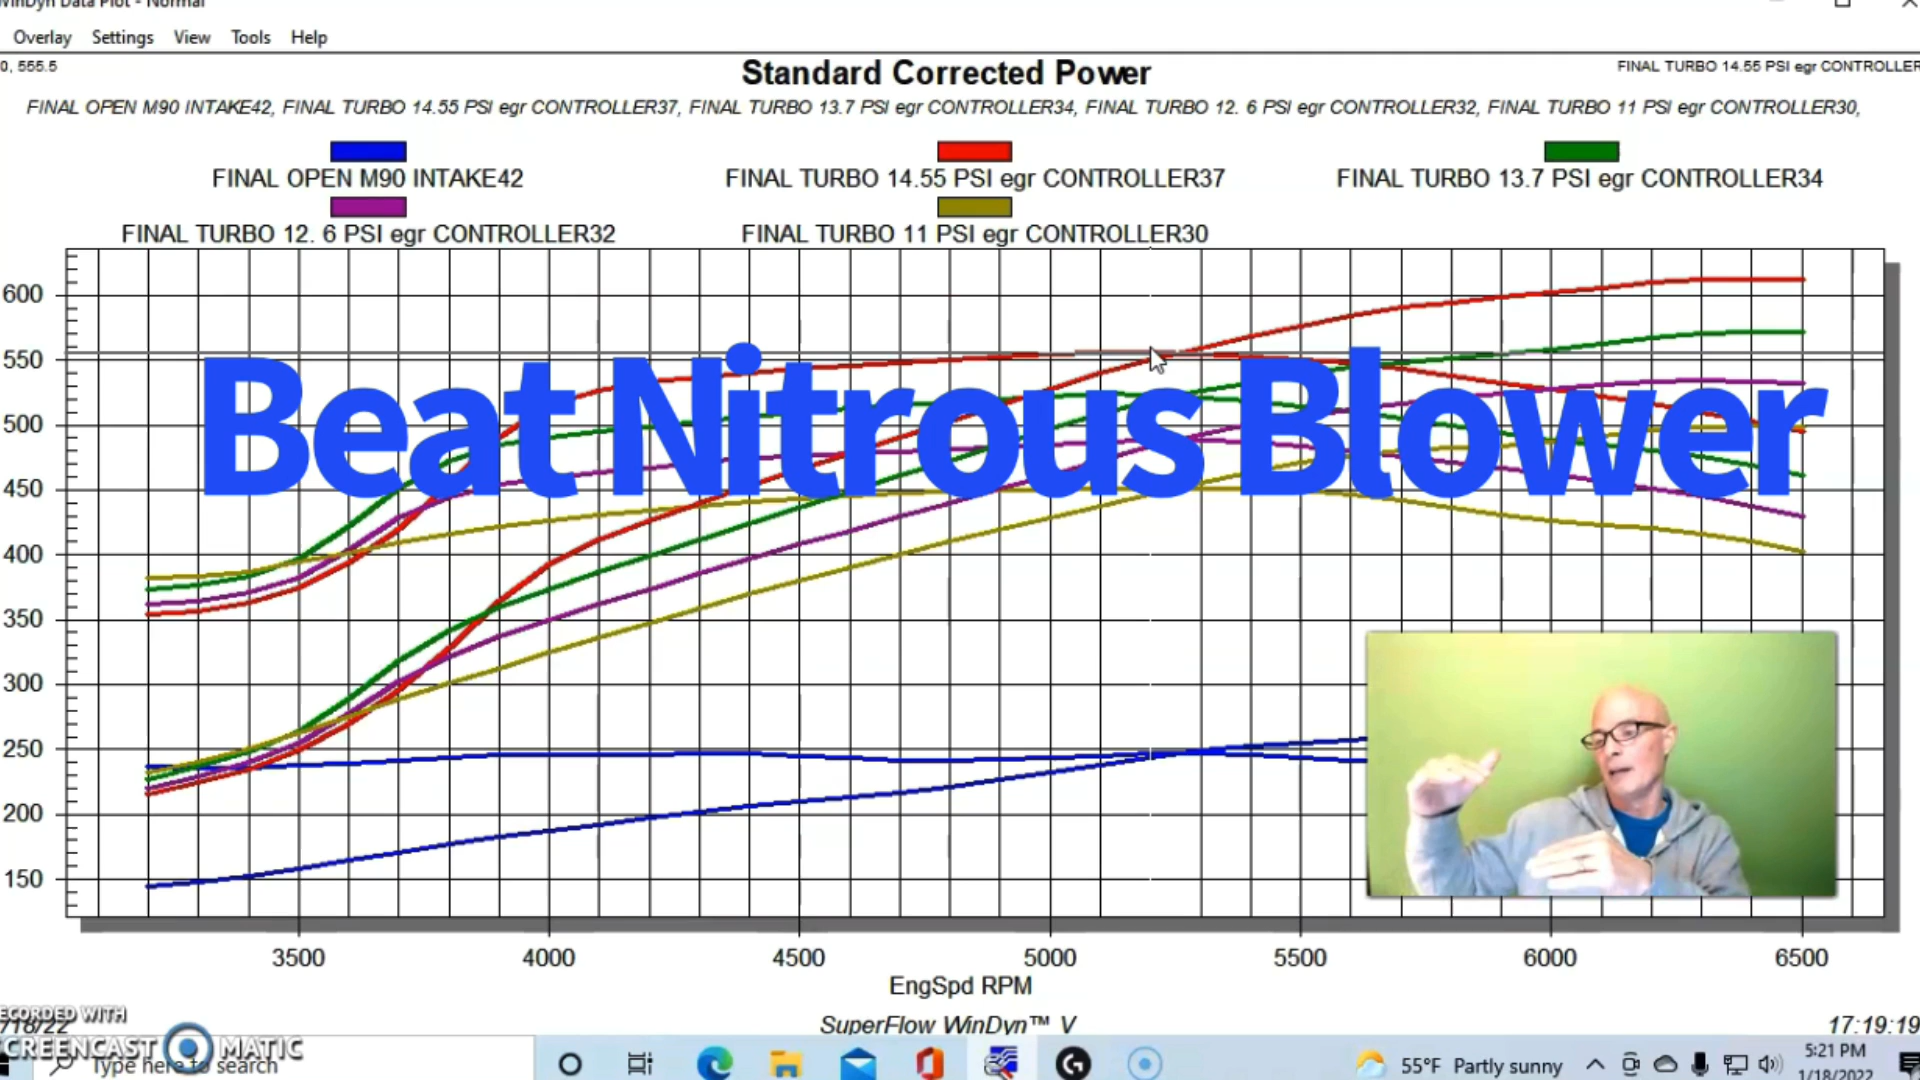 WinDyn Data Plot - Normal
Overlay Settings View Tools Help
0, 555.5
FINAL TURBO 14.55 PSI egr CONTROLLER
Standard Corrected Power
FINAL OPEN M90 INTAKE42, FINAL TURBO 14.55 PSI egr CONTROLLER37, FINAL TURBO 13.7 PSI egr CONTROLLER34, FINAL TURBO 12. 6 PSI egr CONTROLLER32, FINAL TURBO 11 PSI egr CONTROLLER30,
FINAL OPEN M90 INTAKE42
FINAL TURBO 14.55 PSI egr CONTROLLER37
FINAL TURBO 13.7 PSI egr CONTROLLER34
FINAL TURBO 12. 6 PSI egr CONTROLLER32
FINAL TURBO 11 PSI egr CONTROLLER30
600
550
Beat Nitrous Blower
500
450
400
350
300
250
200
150
3500 4000 4500 5000 5500 6000 6500
EngSpd RPM
SuperFlow WinDyn™ V
17:19:19
RECORDED WITH
SCREENCAST MATIC
Type here to search
55°F Partly sunny
5:21 PM
1/18/2022